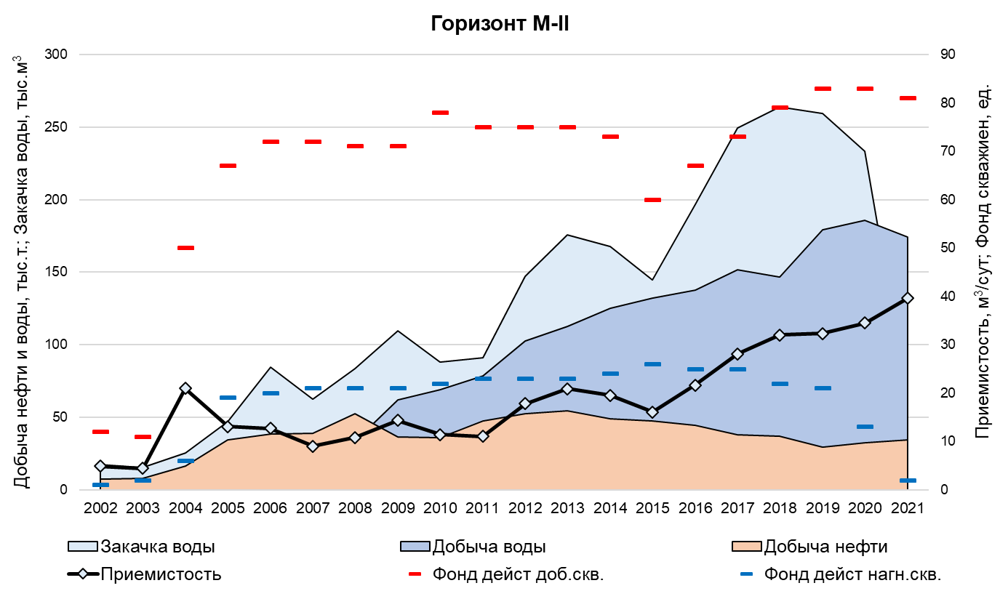 Горизонт М-II
Добыча нефти и воды, тыс.т.; Закачка воды, тыс.м³
300
250
200
150
100
50
0
90
80
70
60
50
40
30
20
10
0
Приемистость, м³/сут; Фонд скважиен, ед.
2002 2003 2004 2005 2006 2007 2008 2009 2010 2011 2012 2013 2014 2015 2016 2017 2018 2019 2020 2021
Закачка воды Добыча воды Добыча нефти
Приемистость Фонд дейст доб.скв. Фонд дейст нагн.скв.